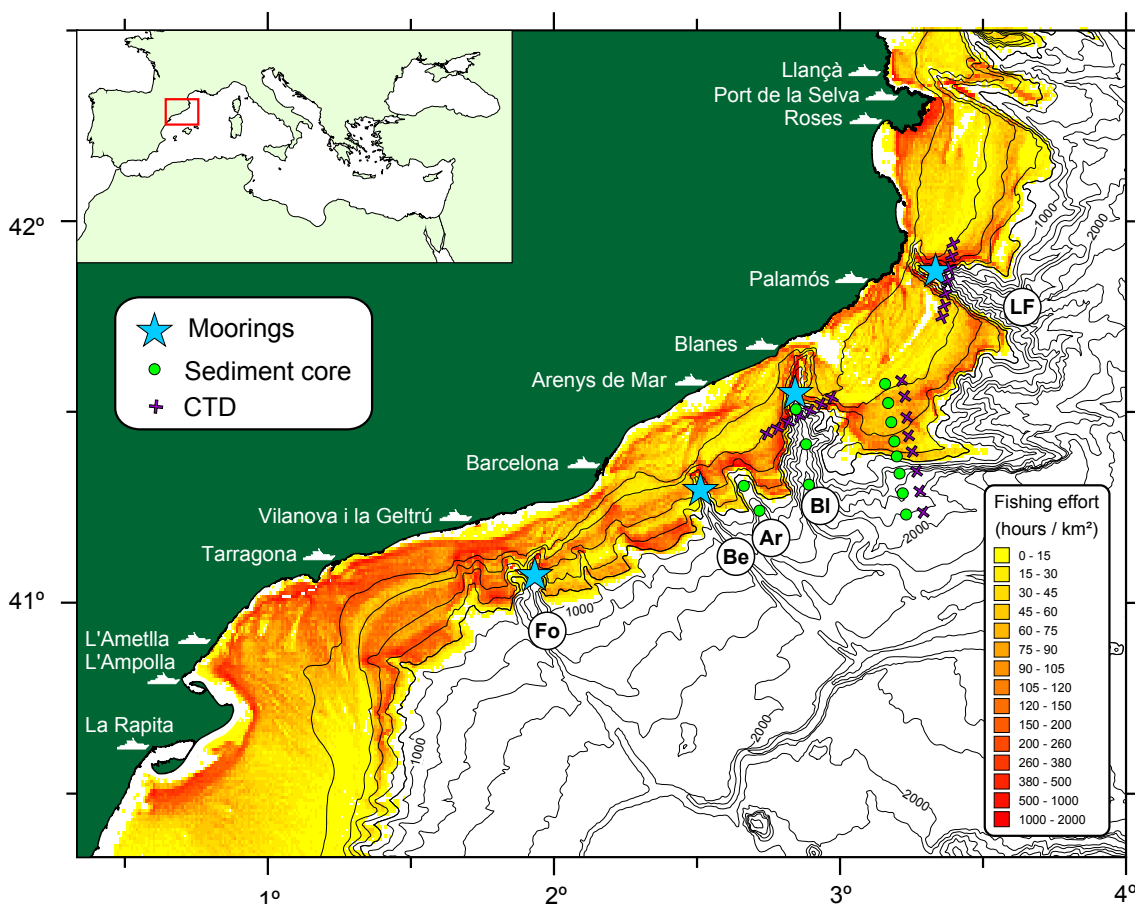 Llançà
Port de la Selva
Roses
42º
1000
2000
Palamós
LF
Moorings
Sediment core
CTD
Blanes
Arenys de Mar
Barcelona
Bl
Vilanova i la Geltrú
Ar
2000
Be
Tarragona
41º
1000
Fo
L'Ametlla
L'Ampolla
La Rapita
1000
2000
2000
Fishing effort
(hours / km²)
0 - 15
15 - 30
30 - 45
45 - 60
60 - 75
75 - 90
90 - 105
105 - 120
120 - 150
150 - 200
200 - 260
260 - 380
380 - 500
500 - 1000
1000 - 2000
1º
2º
3º
4º